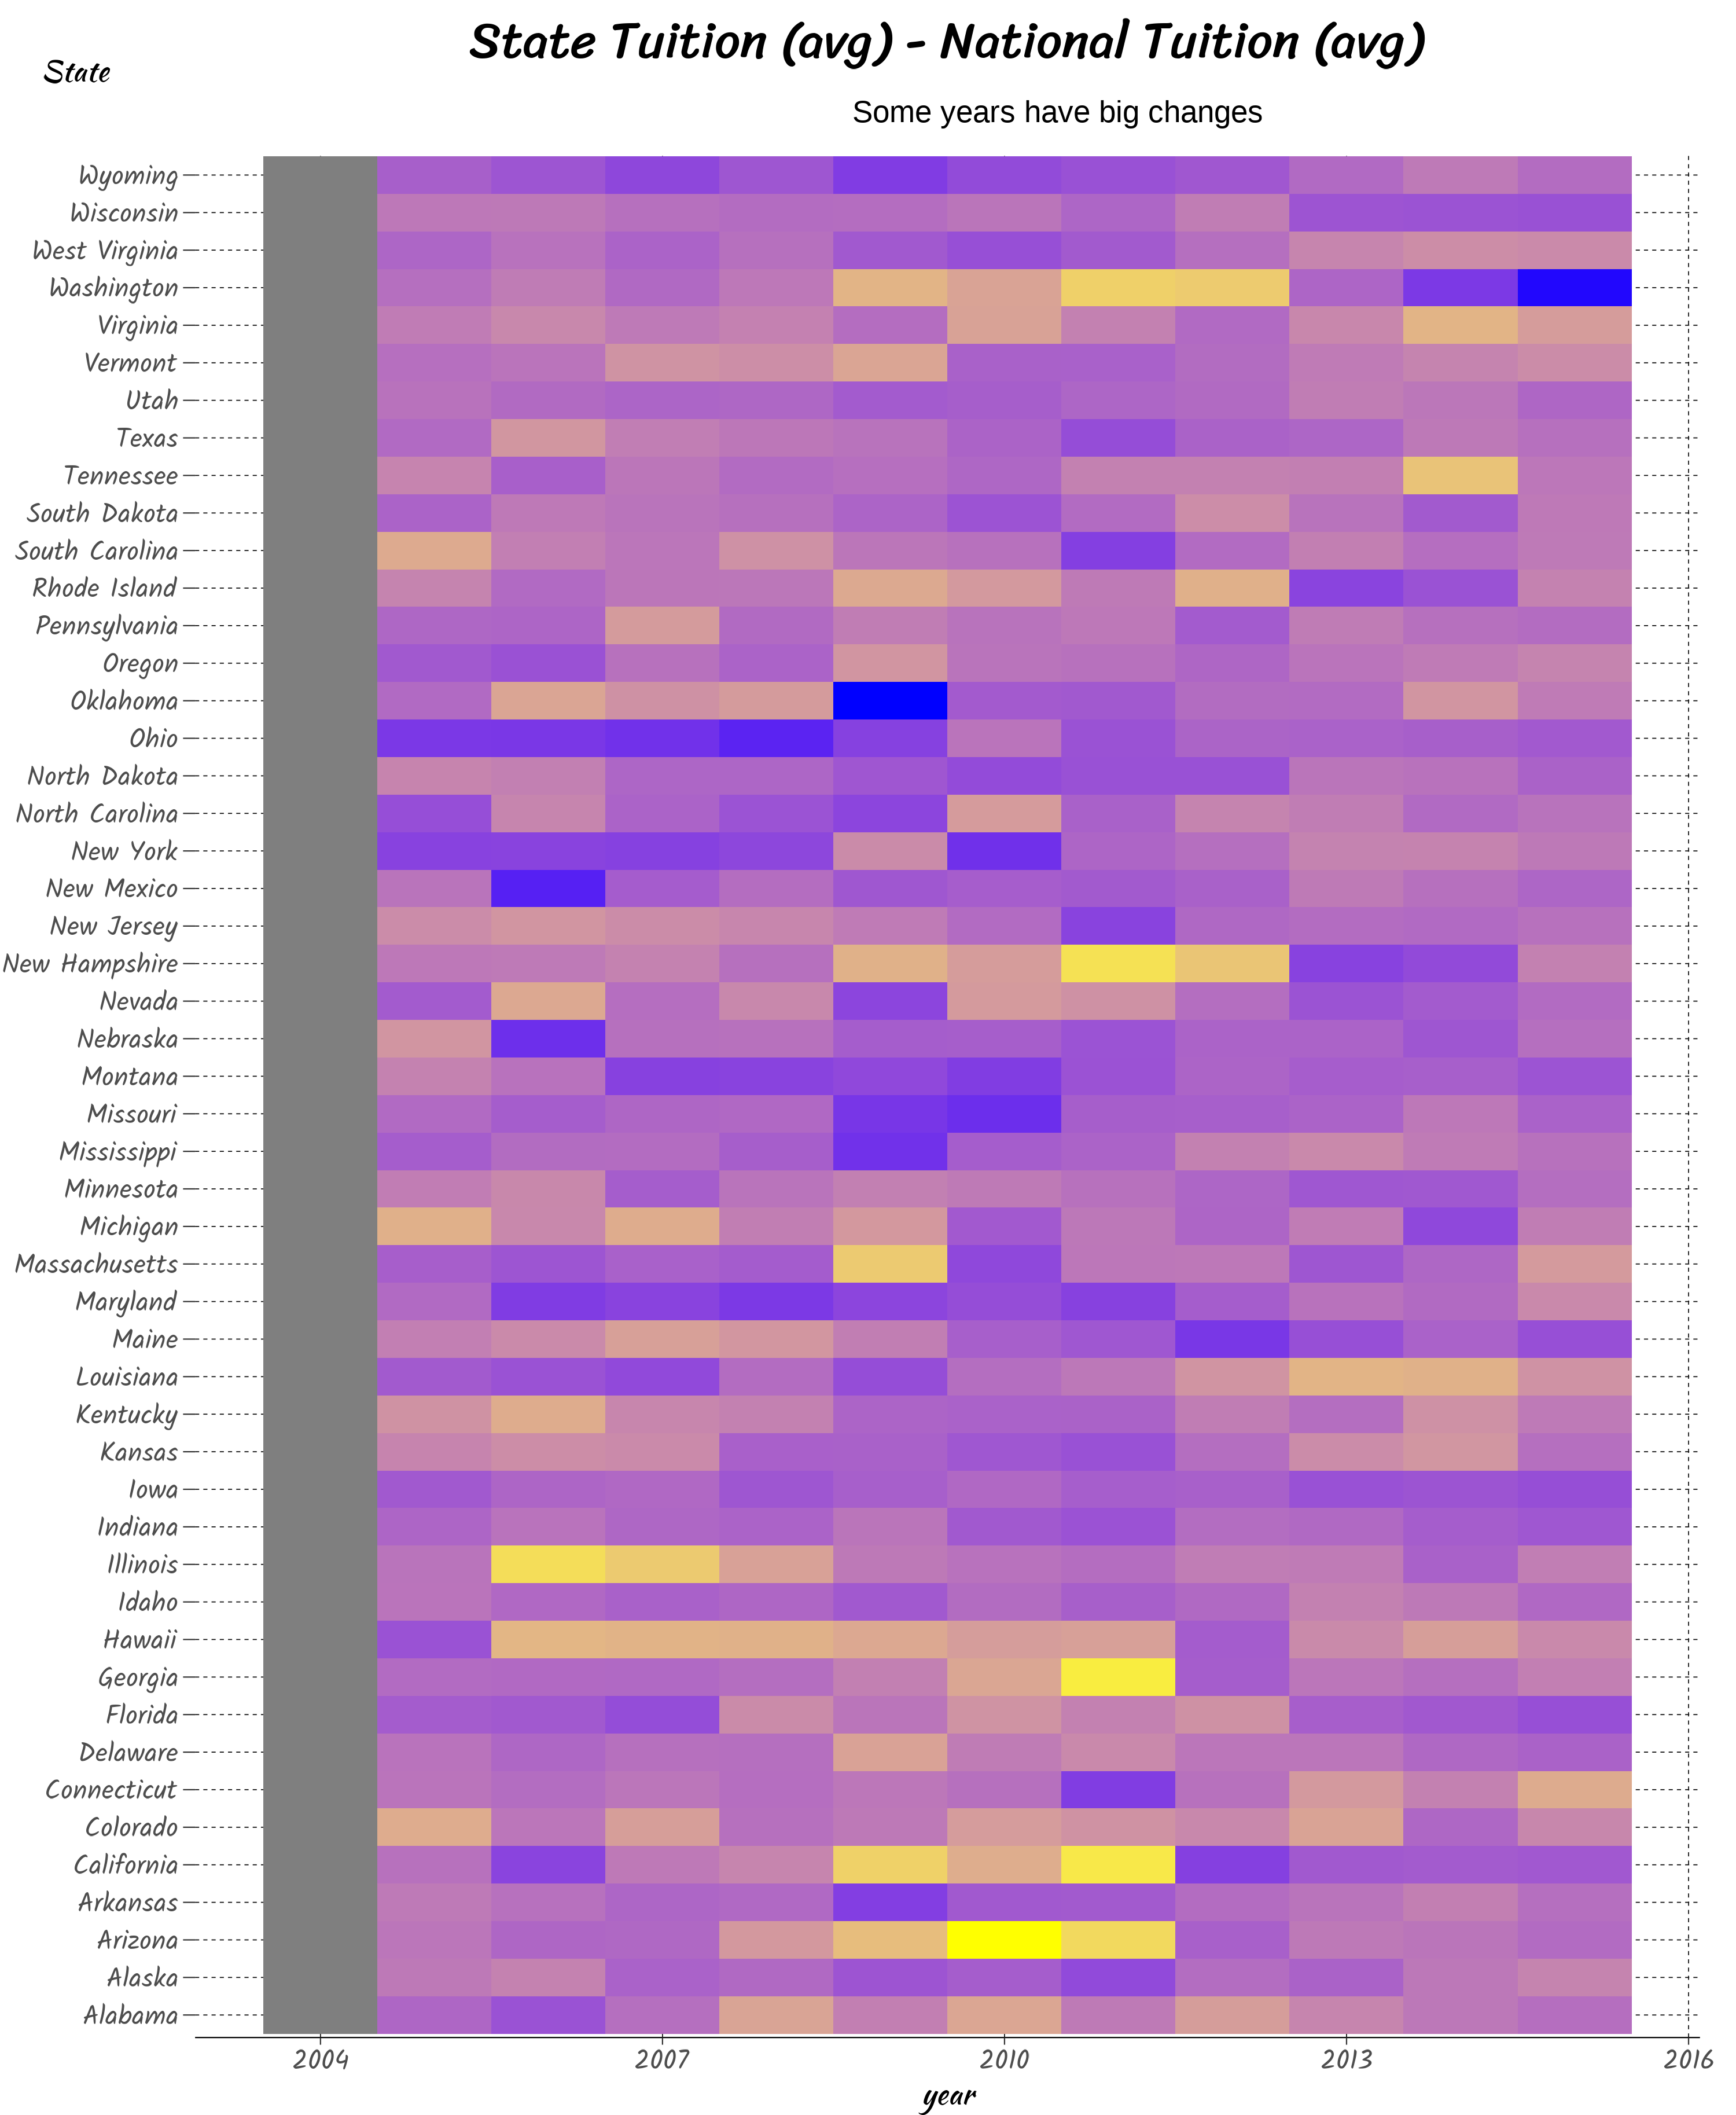 State Tuition (avg) - National Tuition (avg)
State
Some years have big changes
Wyoming
Wisconsin
West Virginia
Washington
Virginia
Vermont
Utah
Texas
Tennessee
South Dakota
South Carolina
Rhode Island
Pennsylvania
Oregon
Oklahoma
Ohio
North Dakota
North Carolina
New York
New Mexico
New Jersey
New Hampshire
Nevada
Nebraska
Montana
Missouri
Mississippi
Minnesota
Michigan
Massachusetts
Maryland
Maine
Louisiana
Kentucky
Kansas
Iowa
Indiana
Illinois
Idaho
Hawaii
Georgia
Florida
Delaware
Connecticut
Colorado
California
Arkansas
Arizona
Alaska
Alabama
2004 2007 2010 2013 2016
year